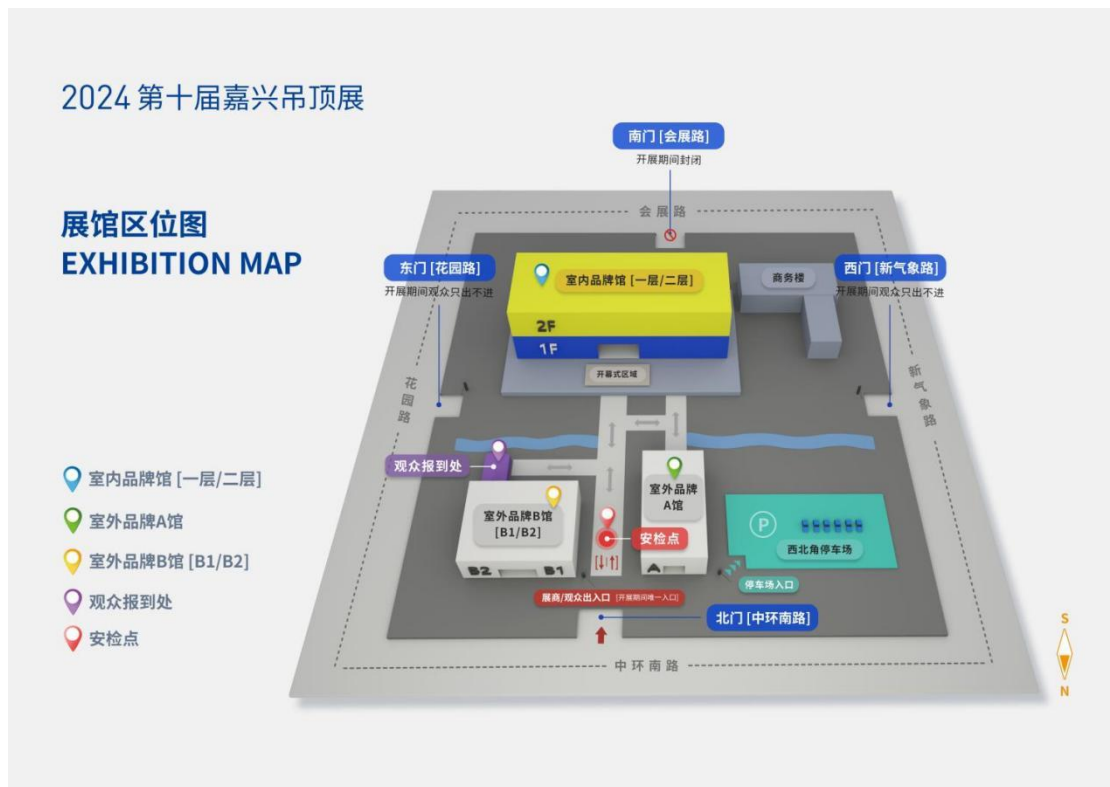 2024 第十届嘉兴吊顶展
展馆区位图
EXHIBITION MAP
南门 [会展路]
开展期间封闭
会展路
东门 [花园路]
开展期间观众只出不进
室内品牌馆 [一层/二层]
2F
1F
开幕式区域
商务楼
西门 [新气象路]
开展期间观众只出不进
花园路
新气象路
观众报到处
室外品牌B馆
[B1/B2]
B2
B1
室外品牌
A馆
A
安检点
P
西北角停车场
停车场入口
展商/观众出入口 [开展期间唯一入口]
北门 [中环南路]
中环南路
室内品牌馆 [一层/二层]
室外品牌A馆
室外品牌B馆 [B1/B2]
观众报到处
安检点
S
N